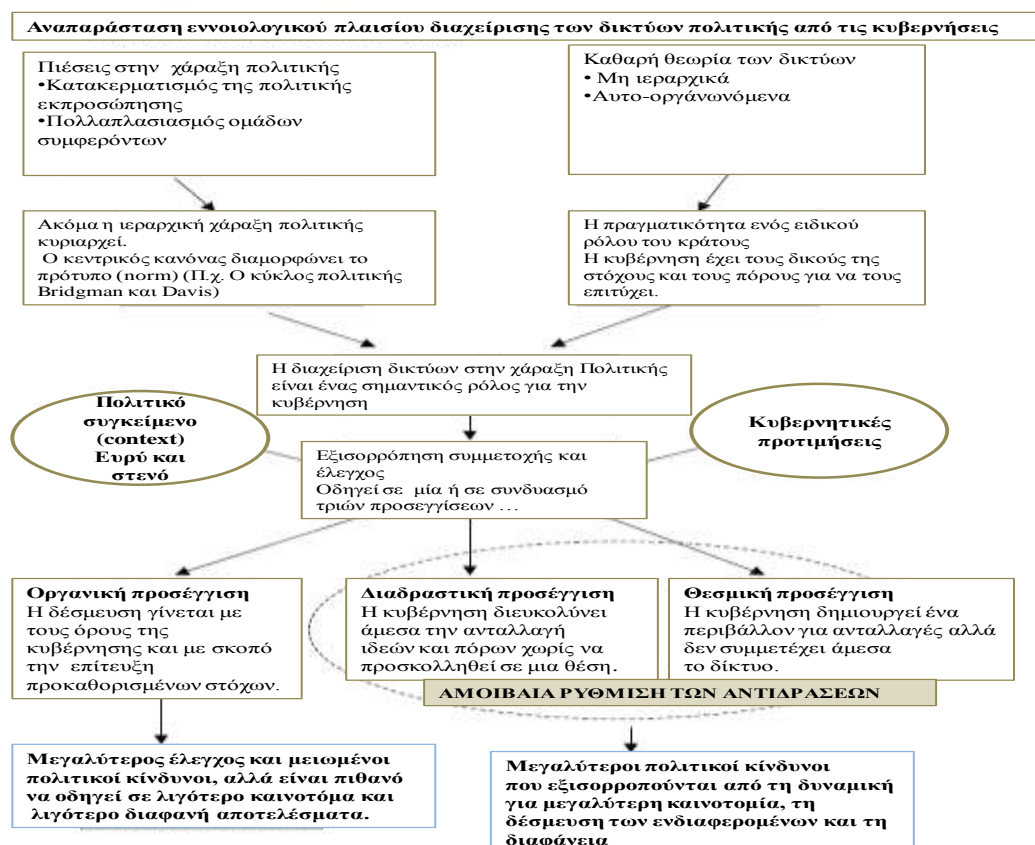 Αναπαράσταση εννοιολογικού πλαισίου διαχείρισης των δικτύων πολιτικής από τις κυβερνήσεις
Πιέσεις στην χάραξη πολιτικής
•Κατακερματισμός της πολιτικής
εκπροσώπησης
•Πολλαπλασιασμός ομάδων
συμφερόντων
Καθαρή θεωρία των δικτύων
• Μη ιεραρχικά
•Αυτο-οργάνωνόμενα
Ακόμα η ιεραρχική χάραξη πολιτικής
κυριαρχεί.
Ο κεντρικός κανόνας διαμορφώνει το
πρότυπο (norm) (Π.χ. Ο κύκλος πολιτικής
Bridgman και Davis)
Η πραγματικότητα ενός ειδικού
ρόλου του κράτους
Η κυβέρνηση έχει τους δικούς της
στόχους και τους πόρους για να τους
επιτύχει.
Η διαχείριση δικτύων στην χάραξη Πολιτικής
είναι ένας σημαντικός ρόλος για την
κυβέρνηση
Πολιτικό
συγκείμενο
(context)
Ευρύ και
στενό
Κυβερνητικές
προτιμήσεις
Εξισορρόπηση συμμετοχής και
έλεγχος
Οδηγεί σε μία ή σε συνδυασμό
τριών προσεγγίσεων …
Οργανική προσέγγιση
Η δέσμευση γίνεται με
τους όρους της
κυβέρνησης και με σκοπό
την επίτευξη
προκαθορισμένων στόχων.
Διαδραστική προσέγγιση
Η κυβέρνηση διευκολύνει
άμεσα την ανταλλαγή
ιδεών και πόρων χωρίς να
προσκολληθεί σε μια θέση.
Θεσμική προσέγγιση
Η κυβέρνηση δημιουργεί ένα
περιβάλλον για ανταλλαγές αλλά
δεν συμμετέχει άμεσα
το δίκτυο.
ΑΜΟΙΒΑΙΑ ΡΥΘΜΙΣΗ ΤΩΝ ΑΝΤΙΔΡΑΣΕΩΝ
Μεγαλύτερος έλεγχος και μειωμένοι
πολιτικοί κίνδυνοι, αλλά είναι πιθανό
να οδηγεί σε λιγότερο καινοτόμα και
λιγότερο διαφανή αποτελέσματα.
Μεγαλύτεροι πολιτικοί κίνδυνοι
που εξισορροπούνται από τη δυναμική
για μεγαλύτερη καινοτομία, τη
δέσμευση των ενδιαφερομένων και τη
διαφάνεια